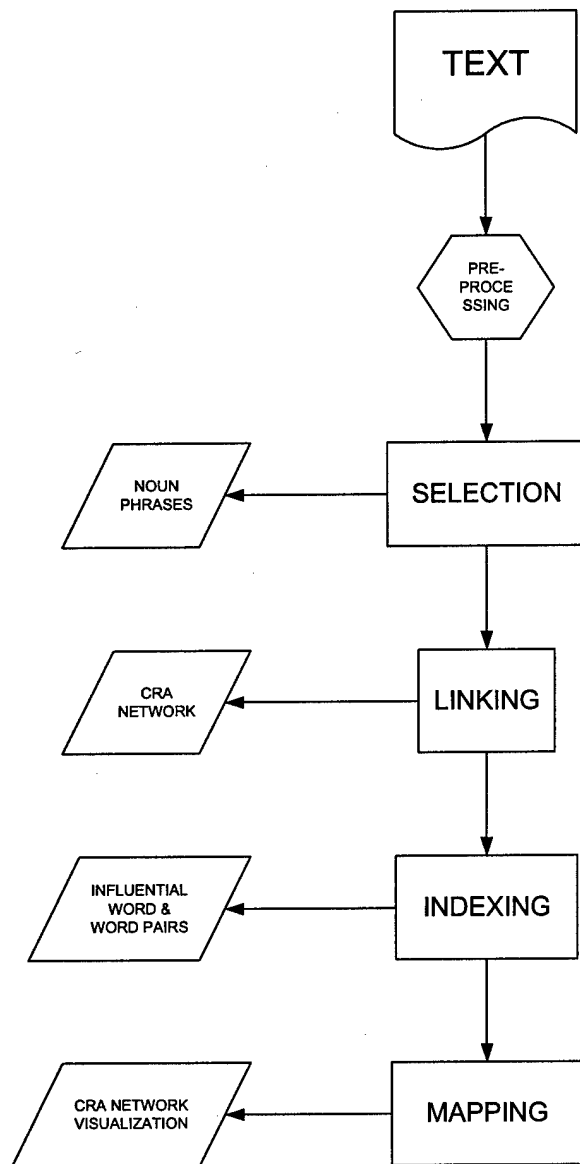 TEXT
PRE-
PROCE
SSING
NOUN
PHRASES
SELECTION
CRA
NETWORK
LINKING
INFLUENTIAL
WORD &
WORD PAIRS
INDEXING
CRA NETWORK
VISUALIZATION
MAPPING